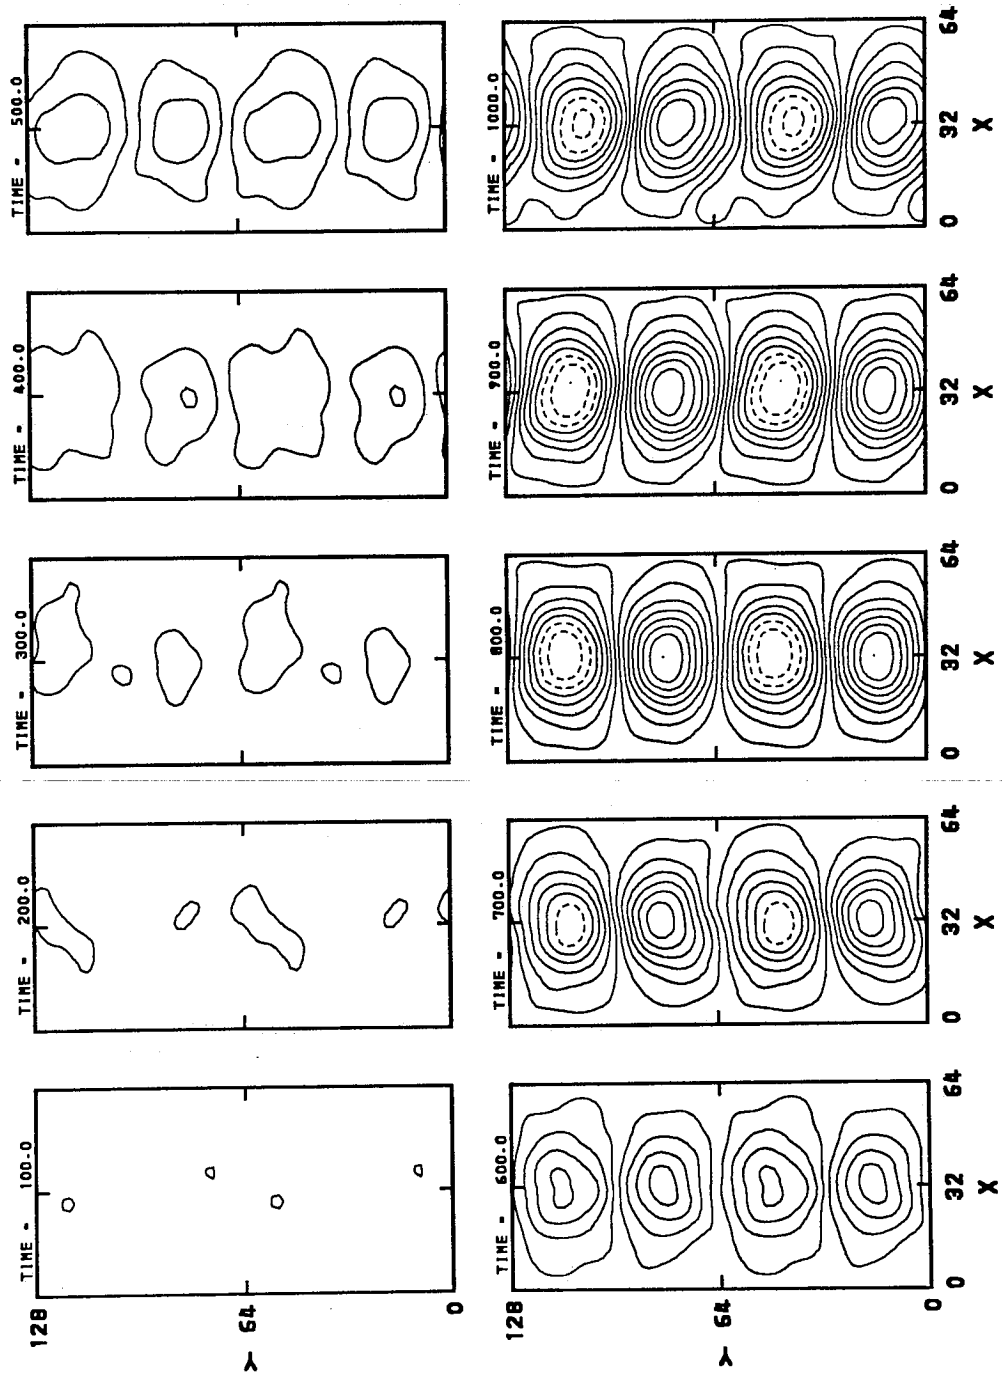 TIME - 100.0
TIME - 200.0
TIME - 300.0
TIME - 400.0
TIME - 500.0
128
Y 64
0
TIME - 600.0
TIME - 700.0
TIME - 800.0
TIME - 900.0
TIME - 1000.0
128
Y 64
0
0 32 64
0 32 64
0 32 64
0 32 64
0 32 64
X X X X X